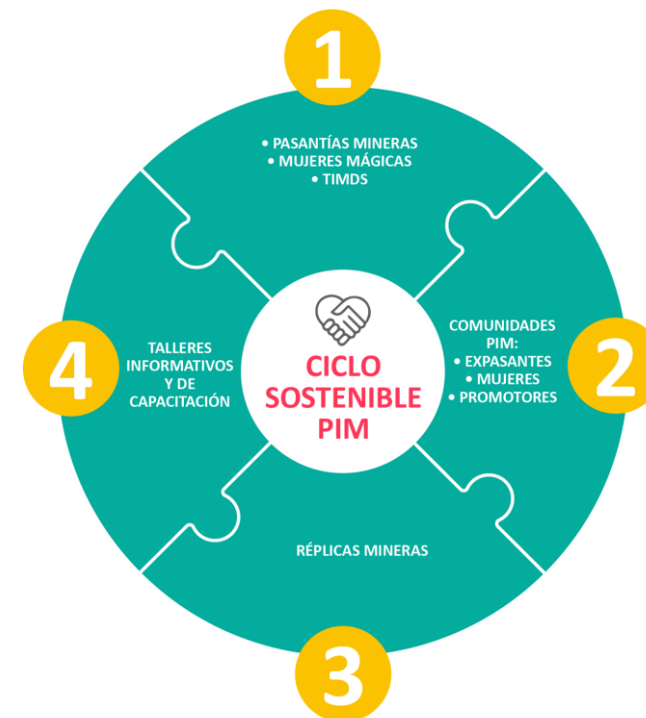 1
• PASANTÍAS MINERAS
• MUJERES MÁGICAS
• TIMDS
2
COMUNIDADES
PIM:
• EXPASANTES
• MUJERES
• PROMOTORES
3
RÉPLICAS MINERAS
4
TALLERES
INFORMATIVOS
Y DE
CAPACITACIÓN
CICLO
SOSTENIBLE
PIM